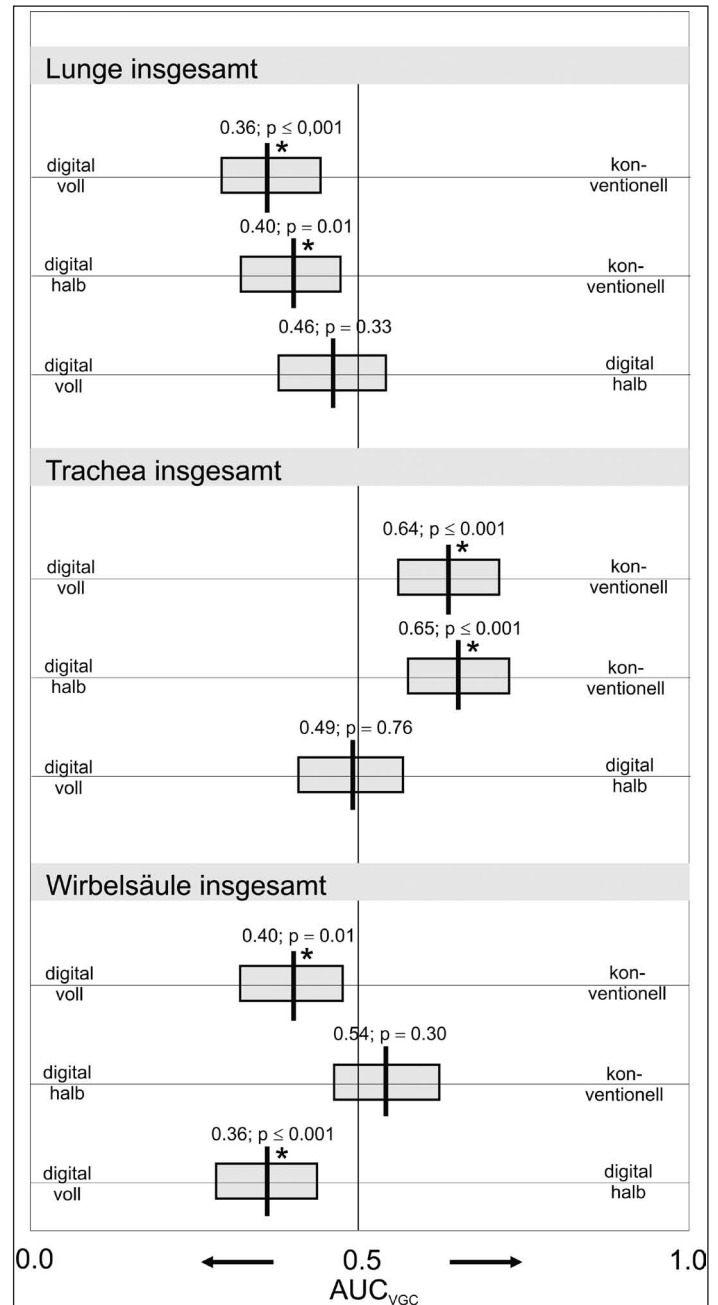 Lunge insgesamt
0.36; p ≤ 0,001
*
digital
voll
kon-
ventionell
0.40; p = 0.01
*
digital
halb
kon-
ventionell
0.46; p = 0.33
digital
voll
digital
halb
Trachea insgesamt
0.64; p ≤ 0.001
*
digital
voll
kon-
ventionell
0.65; p ≤ 0.001
*
digital
halb
kon-
ventionell
0.49; p = 0.76
digital
voll
digital
halb
Wirbelsäule insgesamt
0.40; p = 0.01
*
digital
voll
kon-
ventionell
0.54; p = 0.30
digital
halb
kon-
ventionell
0.36; p ≤ 0.001
*
digital
voll
digital
halb
0.0 0.5 1.0
AUCVGC